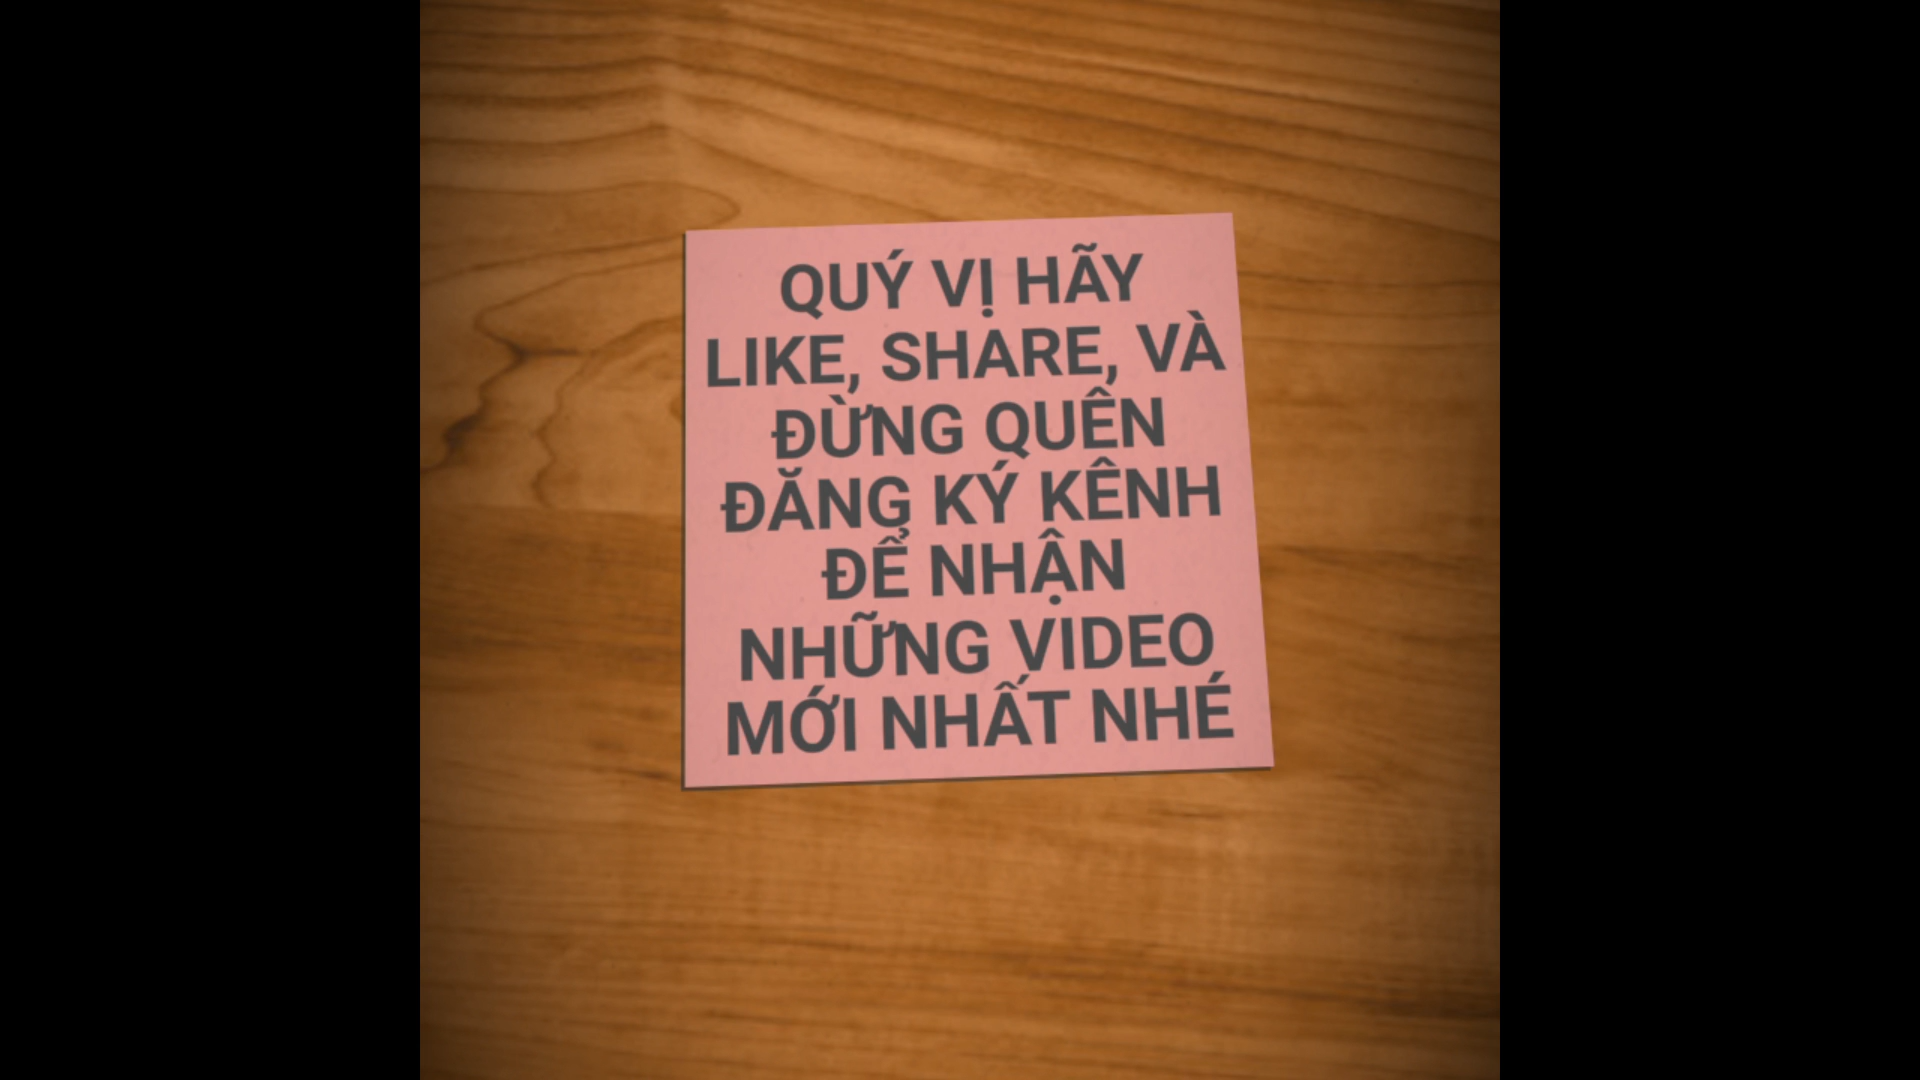 QUÝ VỊ HÃY
LIKE, SHARE, VÀ
ĐỪNG QUÊN
ĐĂNG KÝ KÊNH
ĐỂ NHẬN
NHỮNG VIDEO
MỚI NHẤT NHÉ